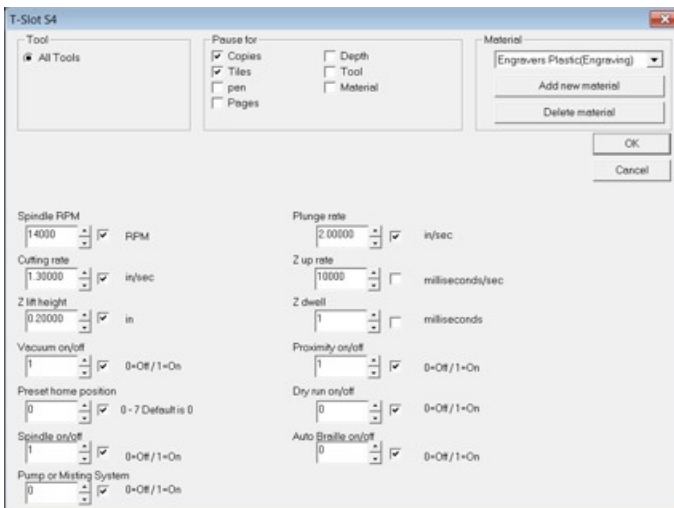 T-Slot S4
Tool
All Tools
Pause for
Copies
Depth
Tiles
Tool
pen
Material
Pages
Material
Engravers Plastic(Engraving)
Add new material
Delete material
OK
Cancel
Spindle RPM
14000
RPM
Plunge rate
2.00000
in/sec
Cutting rate
1.30000
in/sec
Z up rate
10000
milliseconds/sec
Z lift height
0.20000
in
Z dwell
1
milliseconds
Vacuum on/off
1
0=Off/1=On
Proximity on/off
1
0=Off/1=On
Preset home position
0
0 - 7 Default is 0
Dry run on/off
0
0=Off/1=On
Spindle on/off
1
0=Off/1=On
Auto Braille on/off
0
0=Off/1=On
Pump or Misting System
0
0=Off/1=On